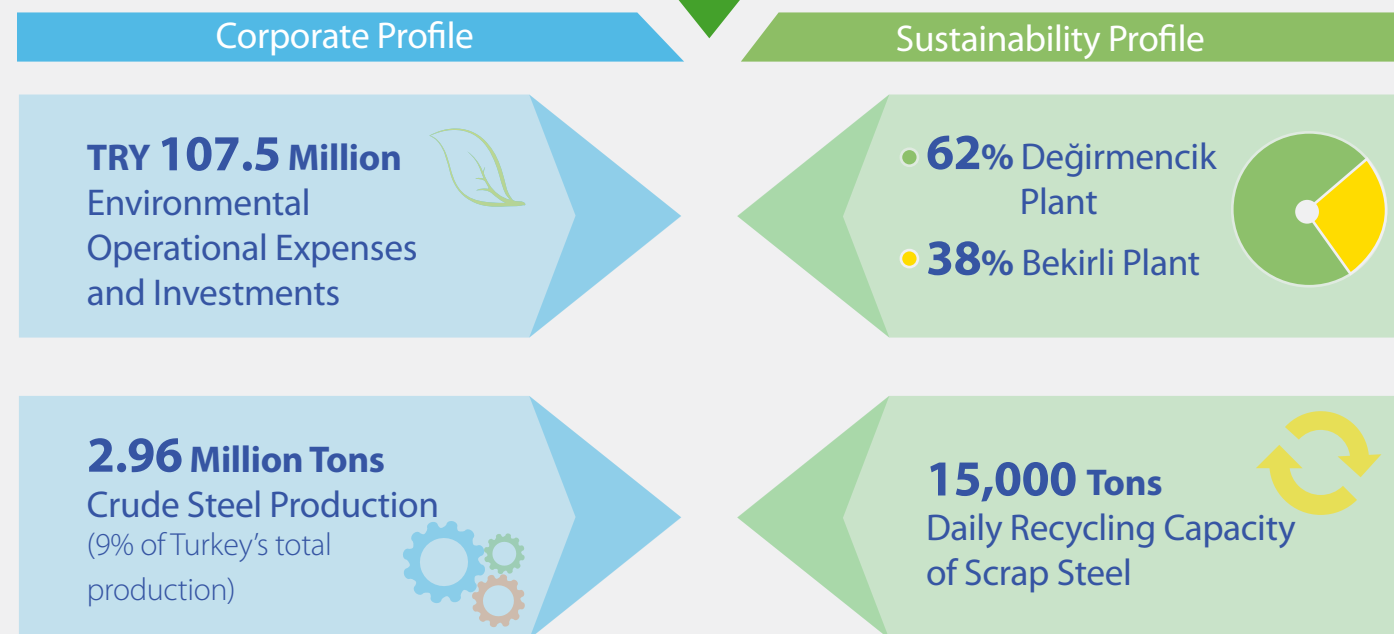 Corporate Profile
Sustainability Profile
TRY 107.5 Million
Environmental
Operational Expenses
and Investments
62% Değirmencik
Plant
38% Bekirli Plant
2.96 Million Tons
Crude Steel Production
(9% of Turkey's total
production)
15,000 Tons
Daily Recycling Capacity
of Scrap Steel